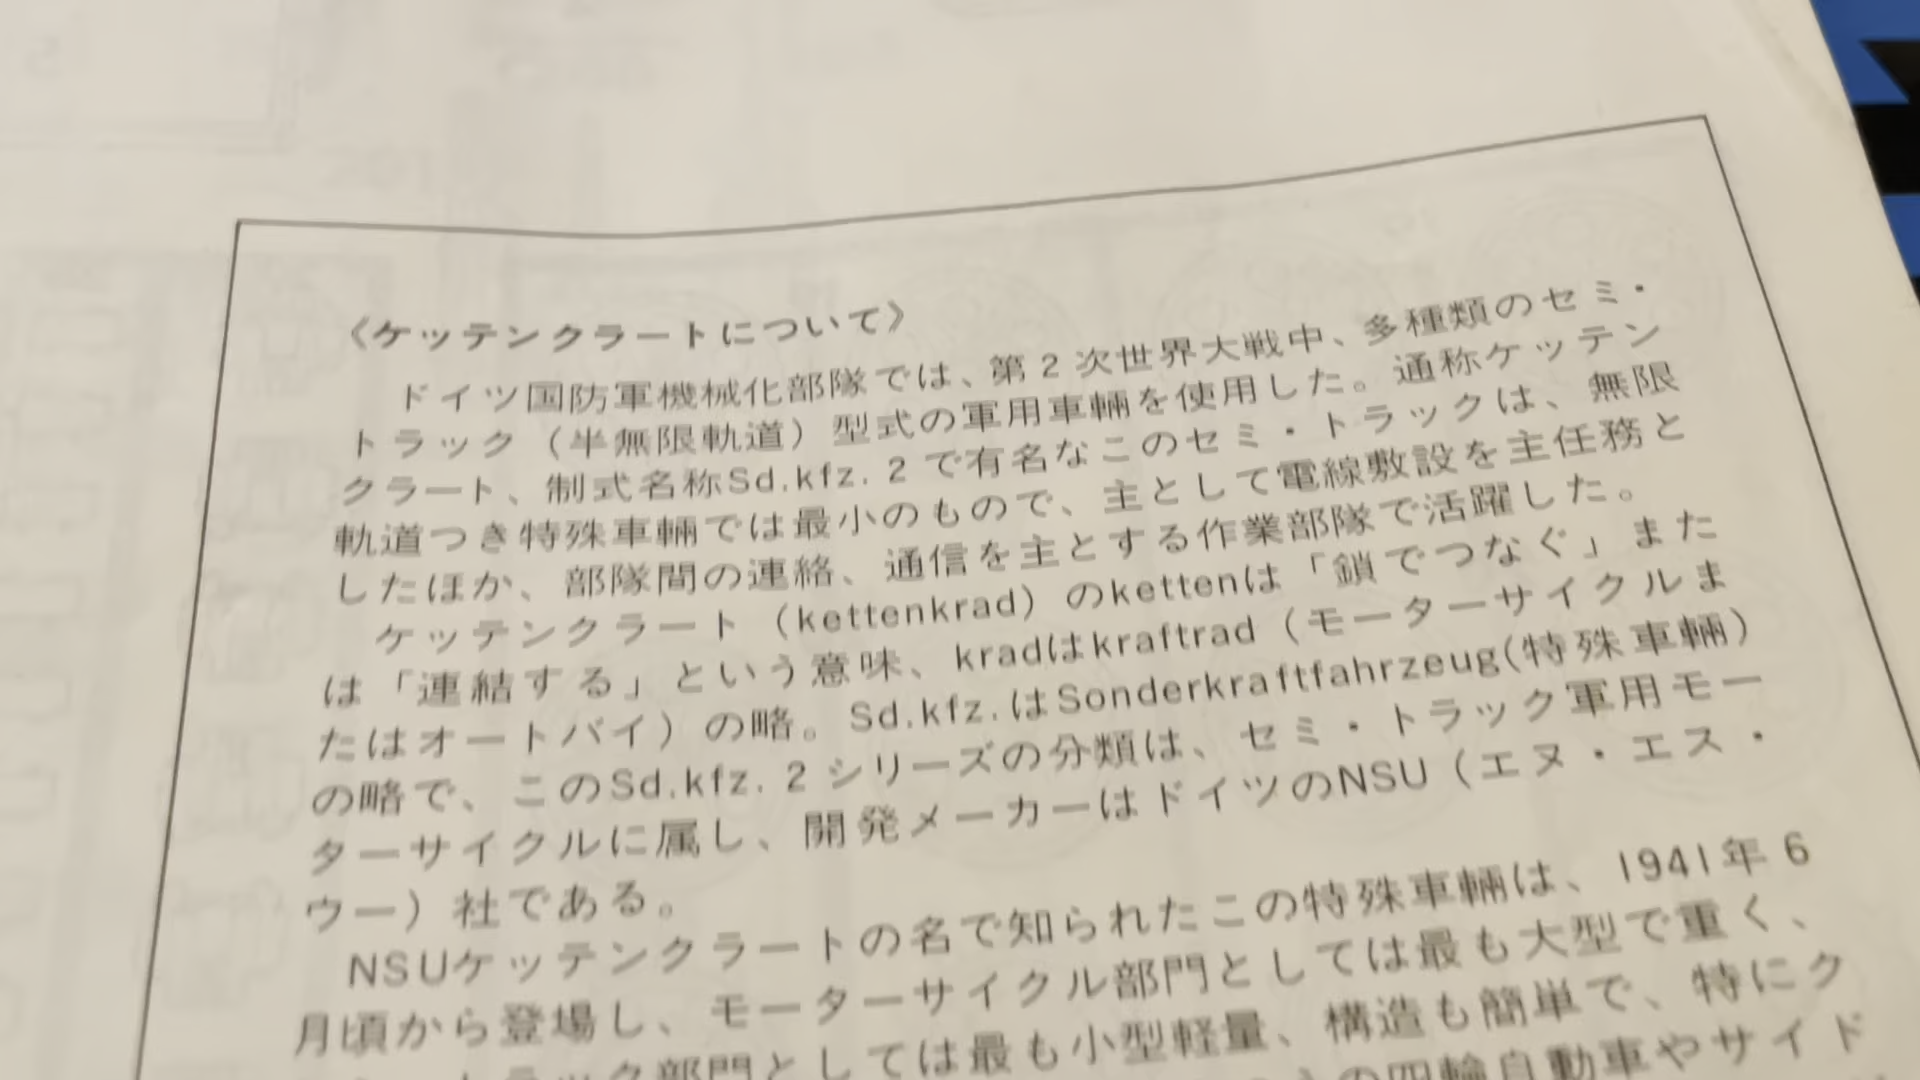 《ケッテンクラートについて》
ドイツ国防軍機械化部隊では、第2次世界大戦中、多種類のセミ・
トラック（半無限軌道）型式の軍用車輛を使用した。通称ケッテン
クラート、制式名称Sd.kfz. 2 で有名なこのセミ・トラックは、無限
軌道つき特殊車輛では最小のもので、主として電線敷設を主任務と
したほか、部隊間の連絡、通信を主とする作業部隊で活躍した。
ケッテンクラート（kettenkrad）のkettenは「鎖でつなぐ」また
は「連結する」という意味、kradはkraftrad（モーターサイクルま
たはオートバイ）の略。Sd.kfz.はSonderkraftfahrzeug(特殊車輛）
の略で、このSd.kfz. 2 シリーズの分類は、セミ・トラック軍用モー
ターサイクルに属し、開発メーカーはドイツのNSU（エヌ・エス・
ウー）社である。
NSUケッテンクラートの名で知られたこの特殊車輛は、1941年6
月頃から登場し、モーターサイクル部門としては最も大型で重く、
トラック部門としては最も小型軽量、構造も簡単で、特にク
の四輪自動車やサイド